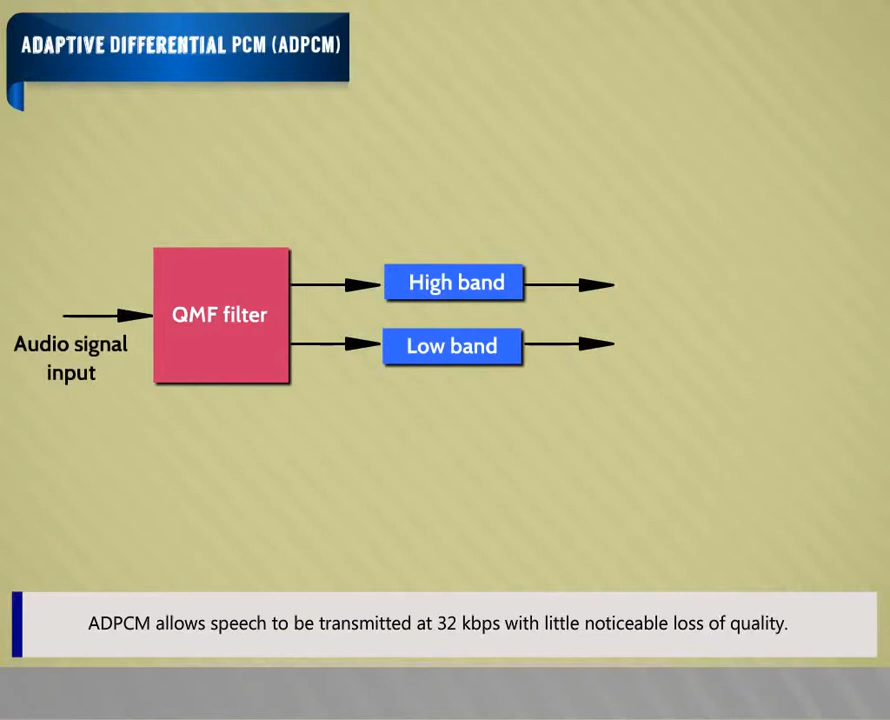 ADAPTIVE DIFFERENTIAL PCM (ADPCM)
High band
QMF filter
Audio signal
input
Low band
ADPCM allows speech to be transmitted at 32 kbps with little noticeable loss of quality.